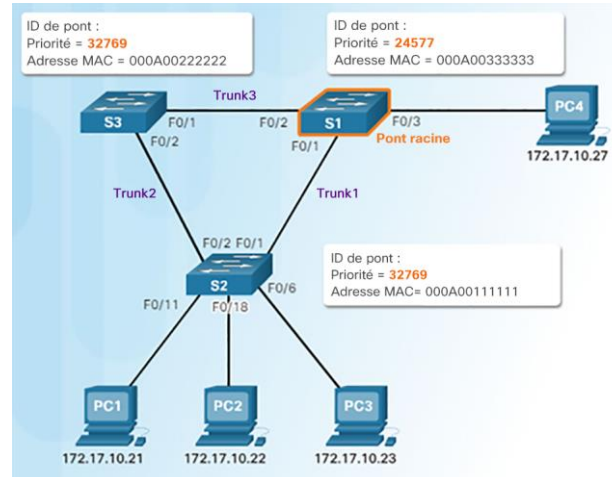 ID de pont :
Priorité = 32769
Adresse MAC = 000A00222222
ID de pont :
Priorité = 24577
Adresse MAC = 000A00333333
Trunk3
S3
F0/1
F0/2
S1
F0/3
PC4
F0/2
F0/1
Pont racine
172.17.10.27
Trunk2
Trunk1
F0/2 F0/1
ID de pont :
Priorité = 32769
Adresse MAC= 000A00111111
S2
F0/6
F0/11
F0/18
PC1
PC2
PC3
172.17.10.21
172.17.10.22
172.17.10.23